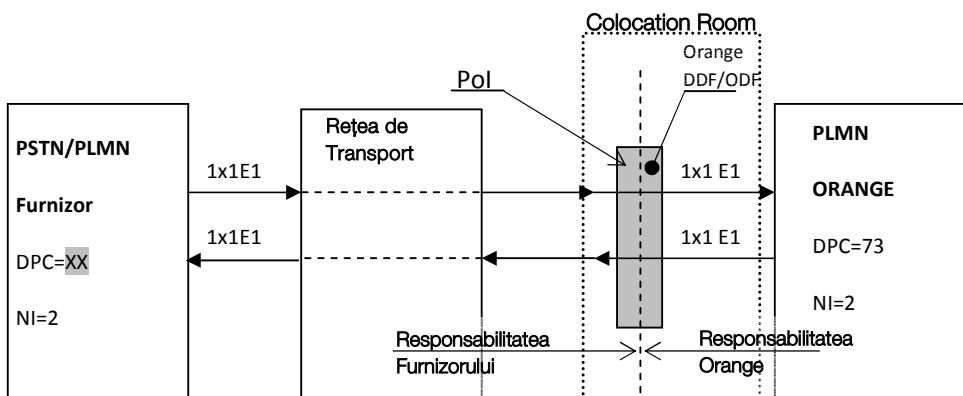 Colocation Room
Orange
DDF/ODF
PoI
PSTN/PLMN
Furnizor
DPC=XX
NI=2
1x1E1
1x1E1
Rețea de
Transport
1x1 E1
1x1 E1
PLMN
ORANGE
DPC=73
NI=2
Responsabilitatea
Furnizorului
Responsabilitatea
Orange